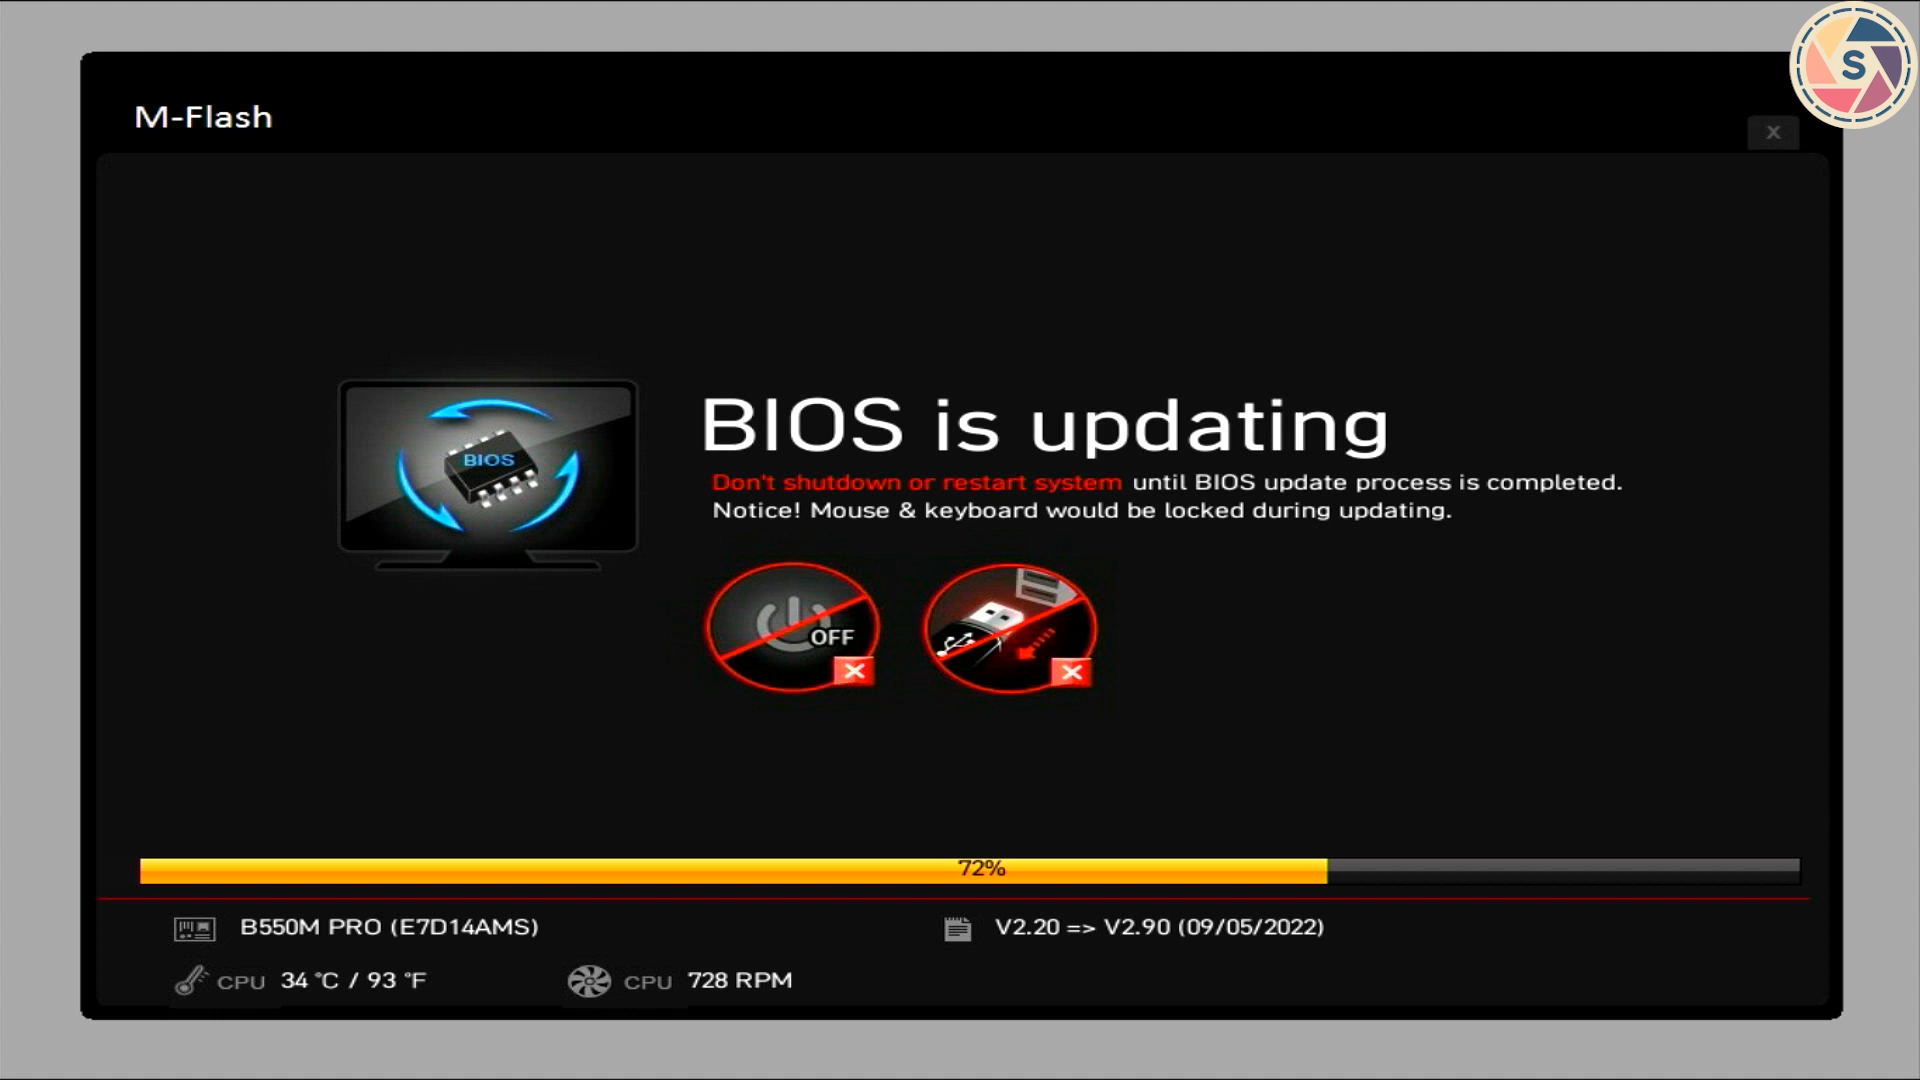 S
M-Flash
X
BIOS
BIOS is updating
Don't shutdown or restart system until BIOS update process is completed.
Notice! Mouse & keyboard would be locked during updating.
OFF
72%
B550M PRO (E7D14AMS)
V2.20 => V2.90 (09/05/2022)
CPU 34 °C / 93 °F
CPU 728 RPM